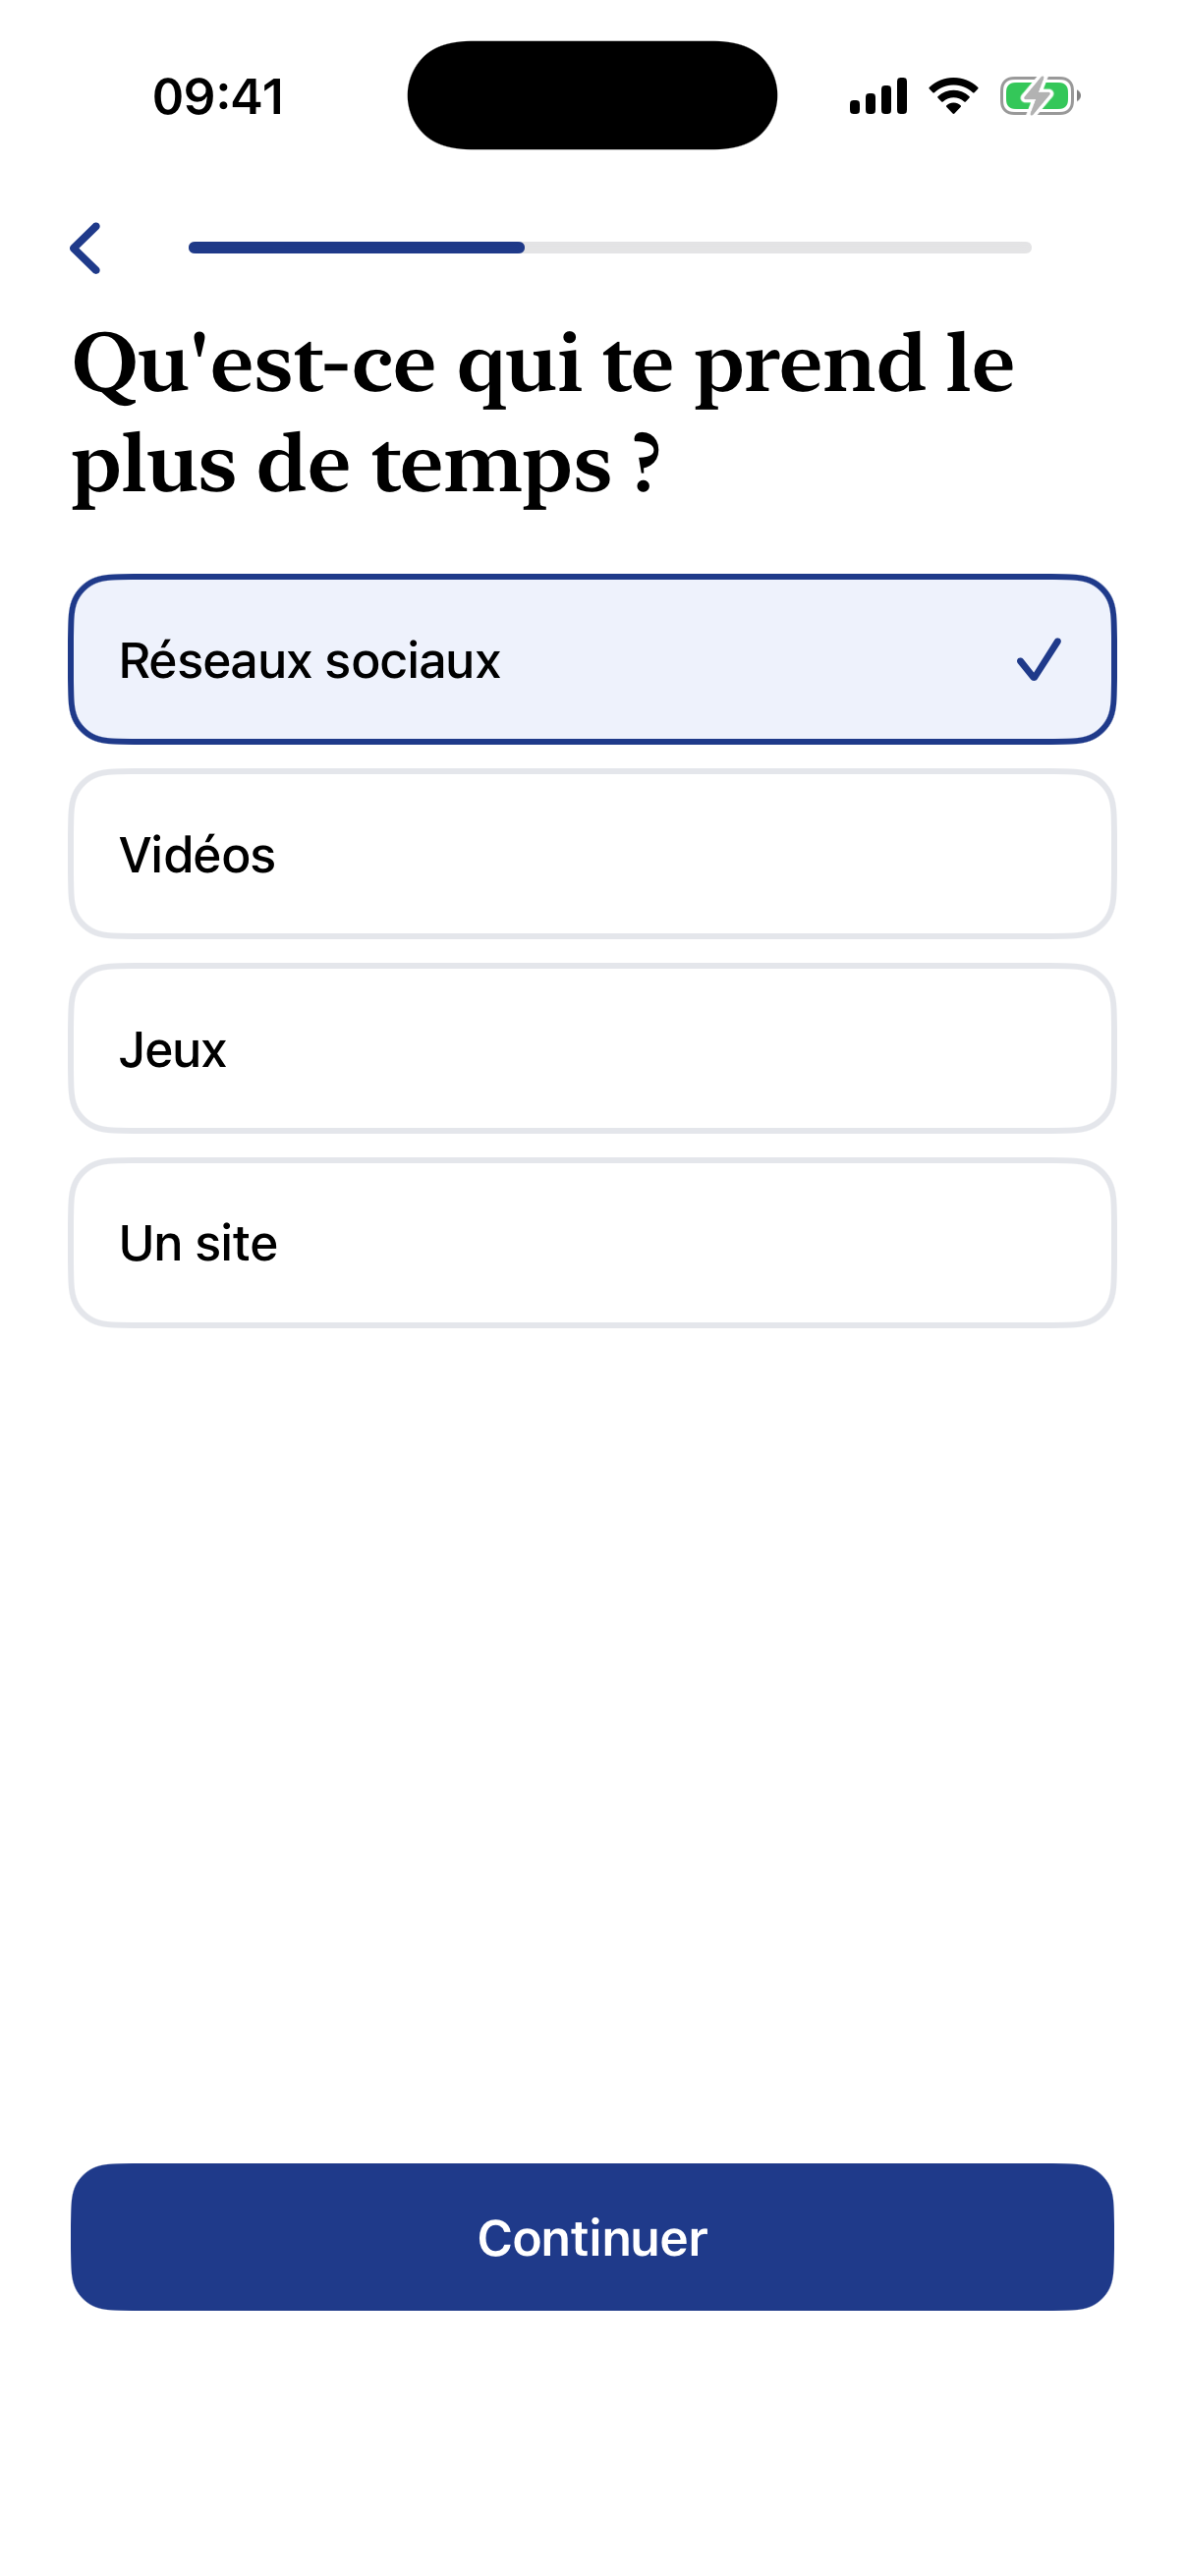 09:41
Qu'est-ce qui te prend le
plus de temps ?
Réseaux sociaux
Vidéos
Jeux
Un site
Continuer